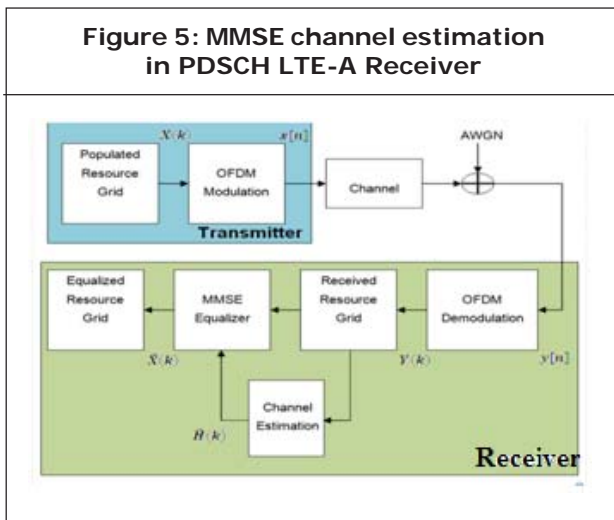 Figure 5: MMSE channel estimation
in PDSCH LTE-A Receiver
X(k)
x[n]
AWGN
Populated
Resource
Grid
OFDM
Modulation
Channel
Transmitter
Equalized
Resource
Grid
MMSE
Equalizer
Received
Resource
Grid
OFDM
Demodulation
X̂(k)
Y(k)
y[n]
Channel
Estimation
Ĥ(k)
Receiver